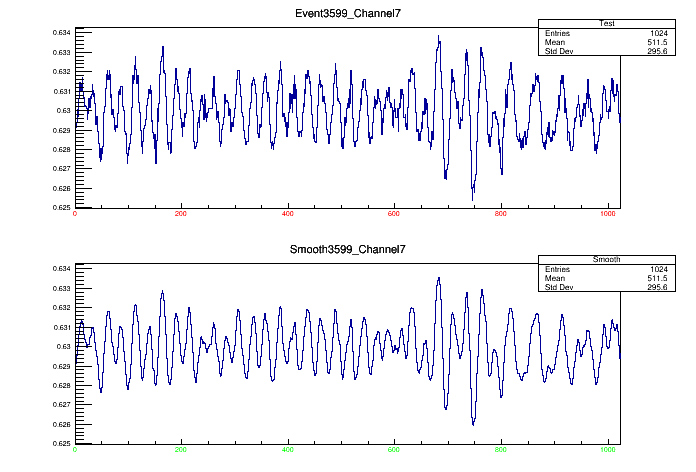 Event3599_Channel7
Test
Entries 1024
Mean 511.5
Std Dev 295.6
0.634
0.633
0.632
0.631
0.63
0.629
0.628
0.627
0.626
0.625
0 200 400 600 800 1000
Smooth3599_Channel7
Smooth
Entries 1024
Mean 511.5
Std Dev 295.6
0.634
0.633
0.632
0.631
0.63
0.629
0.628
0.627
0.626
0.625
0 200 400 600 800 1000